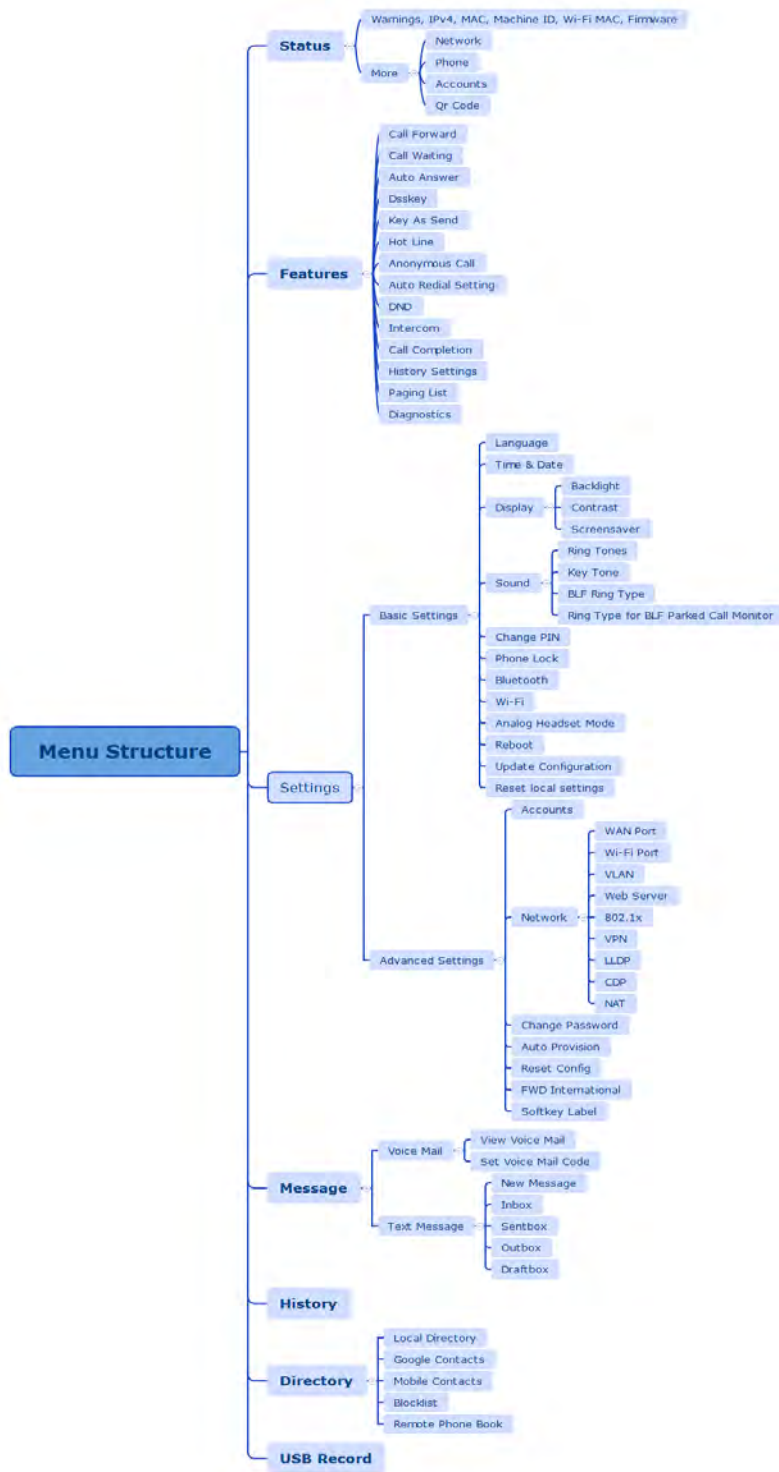 Warnings, IPv4, MAC, Machine ID, Wi-Fi MAC, Firmware
Status
Network
Phone
More
Accounts
Qr Code
Call Forward
Call Waiting
Auto Answer
Dsskey
Key As Send
Hot Line
Anonymous Call
Features
Auto Redial Setting
DND
Intercom
Call Completion
History Settings
Paging List
Diagnostics
Language
Time & Date
Backlight
Display
Contrast
Screensaver
Ring Tones
Key Tone
Sound
BLF Ring Type
Basic Settings
Ring Type for BLF Parked Call Monitor
Change PIN
Phone Lock
Bluetooth
Wi-Fi
Analog Headset Mode
Menu Structure
Reboot
Update Configuration
Settings
Reset local settings
Accounts
WAN Port
Wi-Fi Port
VLAN
Web Server
Network
802.1x
VPN
Advanced Settings
LLDP
CDP
NAT
Change Password
Auto Provision
Reset Config
FWD International
Softkey Label
View Voice Mail
Voice Mail
Set Voice Mail Code
Message
New Message
Inbox
Text Message
Sentbox
Outbox
Draftbox
History
Local Directory
Google Contacts
Directory
Mobile Contacts
Blocklist
Remote Phone Book
USB Record